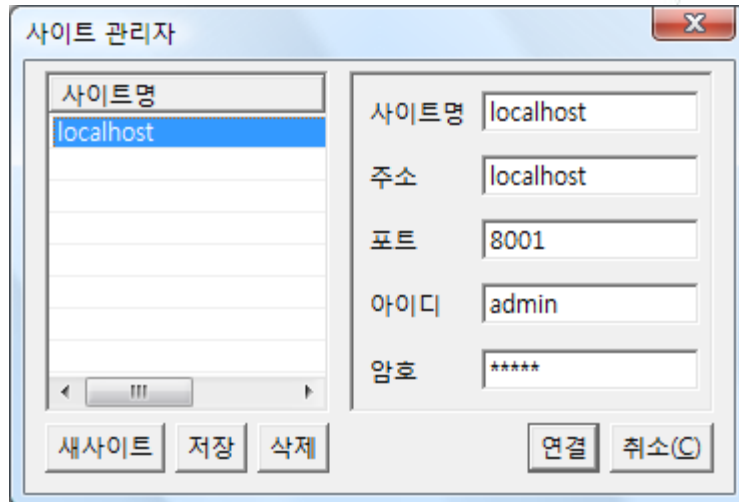 사이트 관리자
사이트명
localhost
사이트명 localhost
주소 localhost
포트 8001
아이디 admin
암호 *****
새사이트 저장 삭제 연결 취소(C)